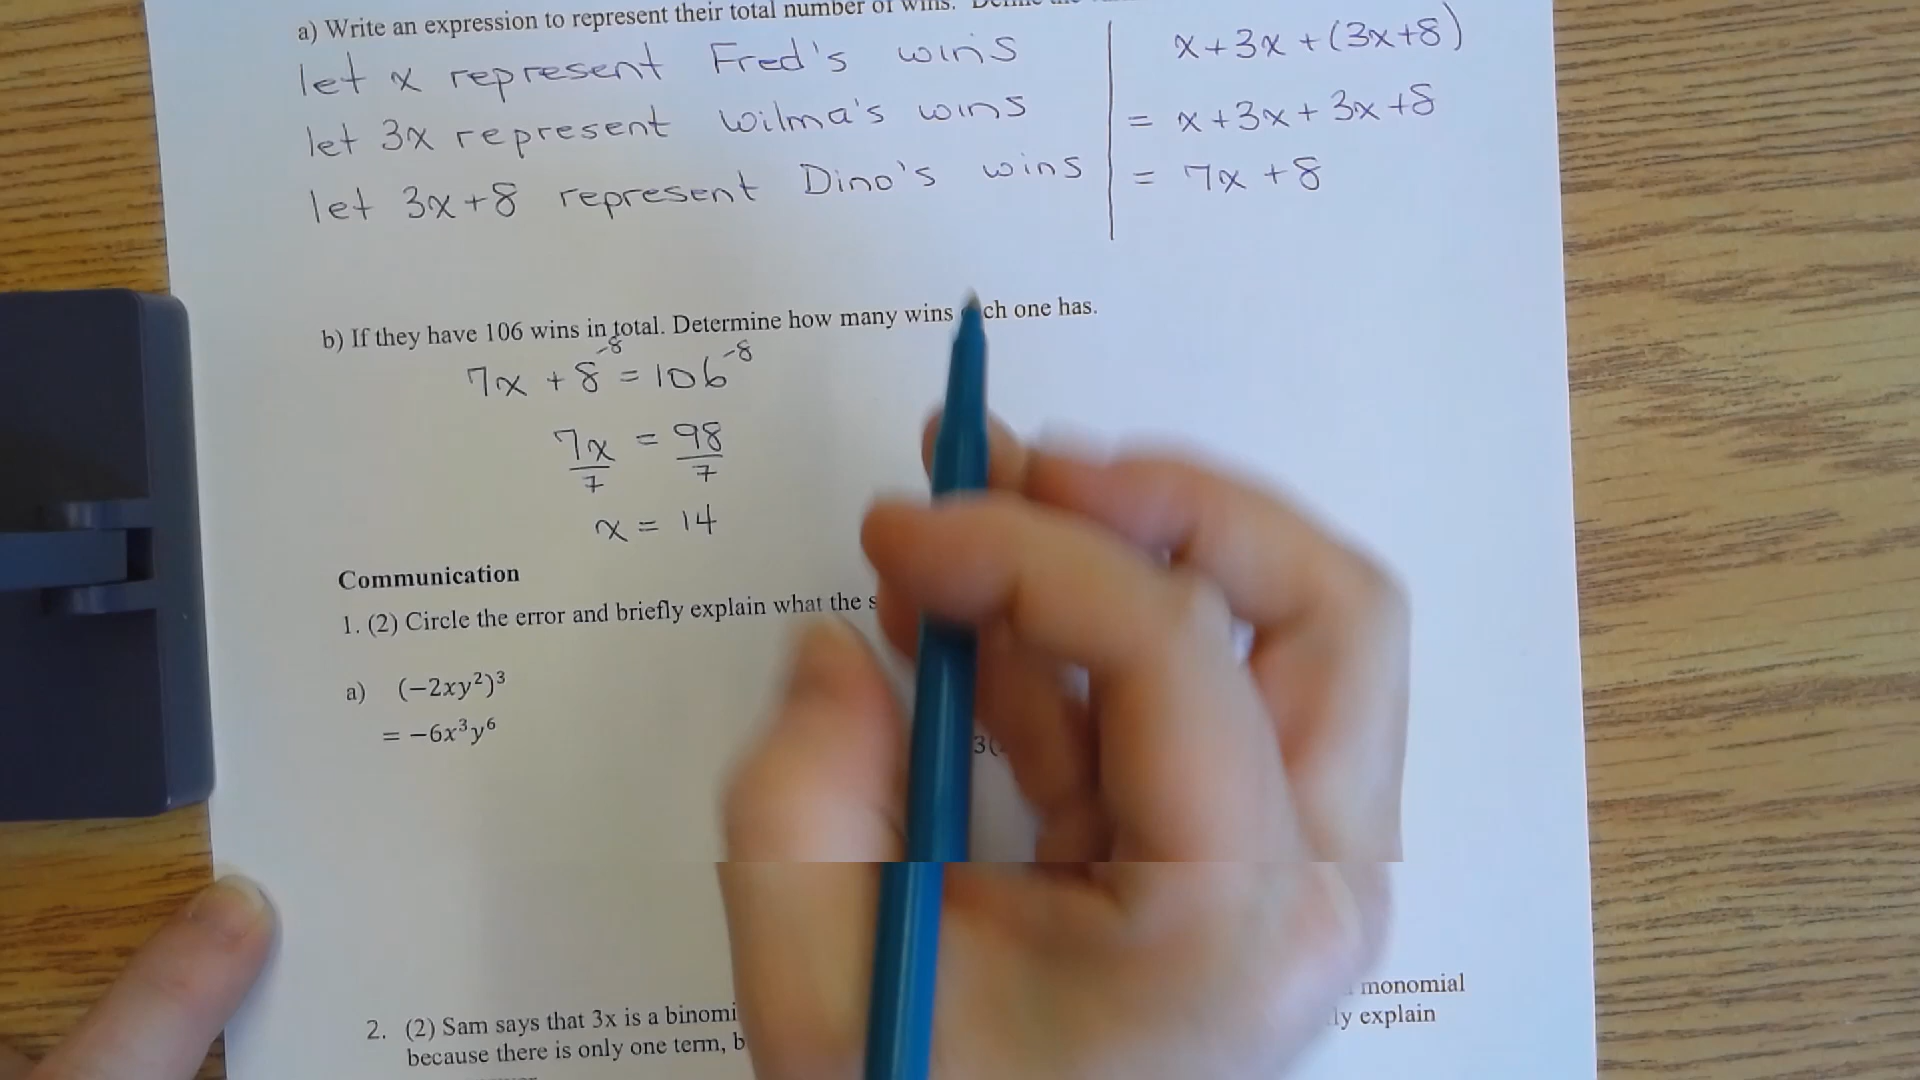 a) Write an expression to represent their total number of wins.
let x represent Fred's wins
let 3x represent Wilma's wins
let 3x+8 represent Dino's wins
x+3x+(3x+8)
= x+3x+3x+8
= 7x+8
b) If they have 106 wins in total. Determine how many wins ch one has.
7x + 8 -8 = 106 -8
7x/7 = 98/7
x = 14
Communication
1. (2) Circle the error and briefly explain what the s
a) (−2xy²)³
= −6x³y⁶
3(
2. (2) Sam says that 3x is a binomi monomial
because there is only one term, b ly explain